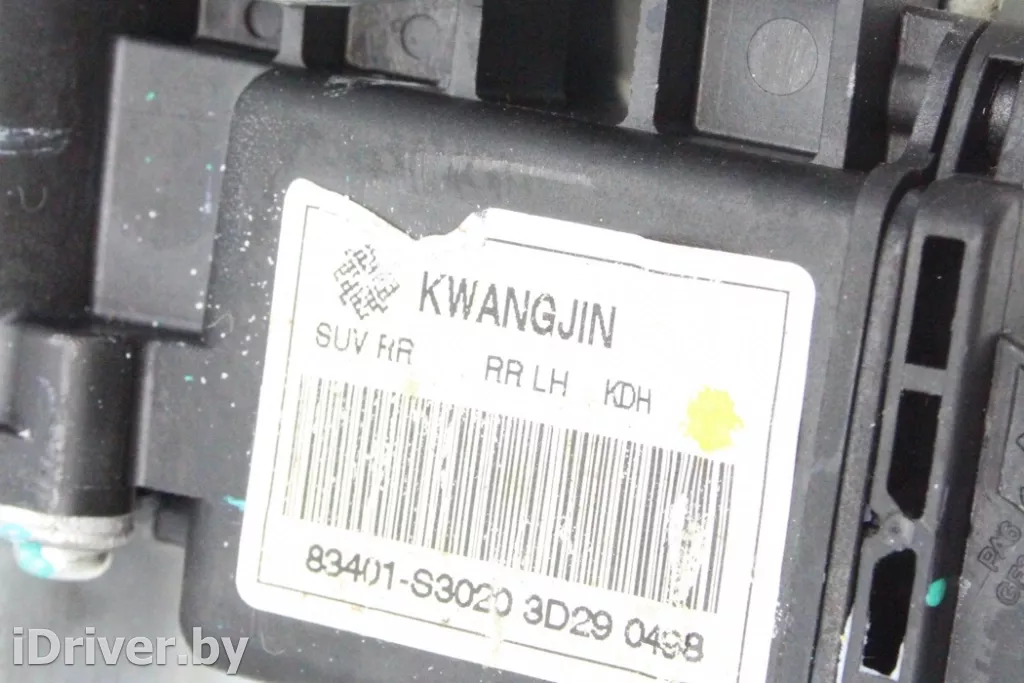 KWANGJIN
SUV RR RR LH KDH
83401-S3020 3D29 0498
iDriver.by